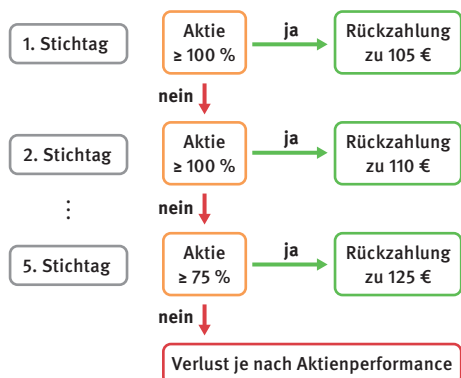 1. Stichtag
Aktie
≥ 100 %
ja
Rückzahlung
zu 105 €
nein
2. Stichtag
Aktie
≥ 100 %
ja
Rückzahlung
zu 110 €
⋮
nein
5. Stichtag
Aktie
≥ 75 %
ja
Rückzahlung
zu 125 €
nein
Verlust je nach Aktienperformance